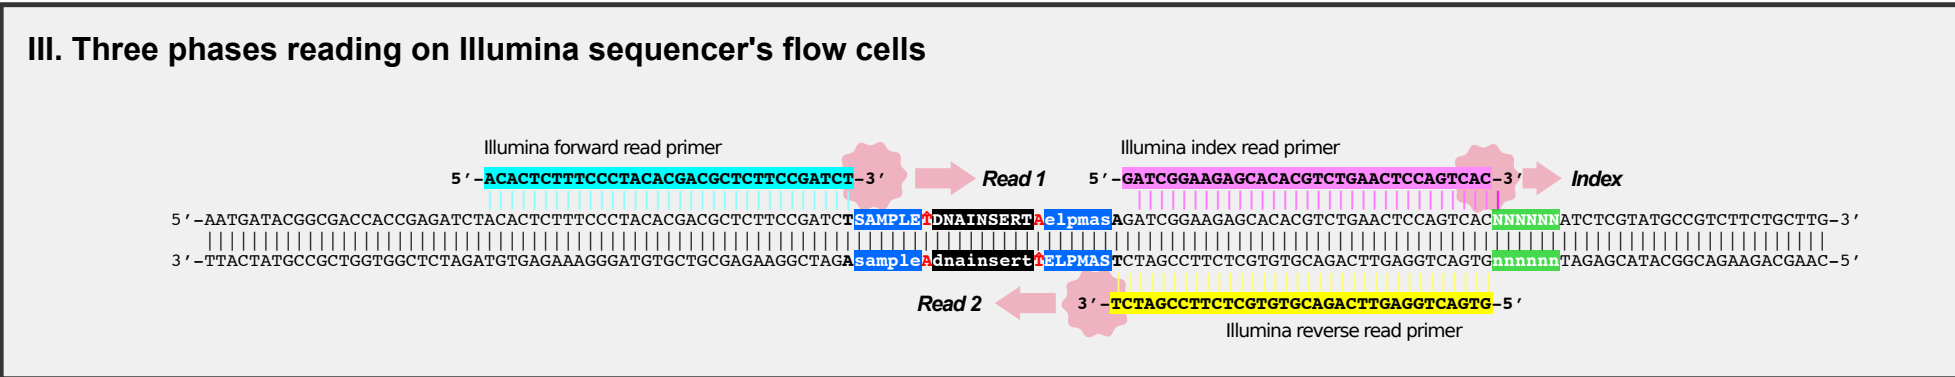 III. Three phases reading on Illumina sequencer's flow cells
Illumina forward read primer
Illumina index read primer
5′-ACACTCTTTCCCTACACGACGCTCTTCCGATCT-3′
Read 1
5′-GATCGGAAGAGCACACGTCTGAACTCCAGTCAC-3′
Index
5′-AATGATACGGCGACCACCGAGATCTACACTCTTTCCCTACACGACGCTCTTCCGATCTSAMPLETDNAINSERTAelpmasAGATCGGAAGAGCACACGTCTGAACTCCAGTCACNNNNNNATCTCGTATGCCGTCTTCTGCTTG-3′
3′-TTACTATGCCGCTGGTGGCTCTAGATGTGAGAAAGGGATGTGCTGCGAGAAGGCTAGAsampleAdnainsertTELPMASTCTAGCCTTCTCGTGTGCAGACTTGAGGTCAGTGnnnnnnTAGAGCATACGGCAGAAGACGAAC-5′
Read 2
3′-TCTAGCCTTCTCGTGTGCAGACTTGAGGTCAGTG-5′
Illumina reverse read primer